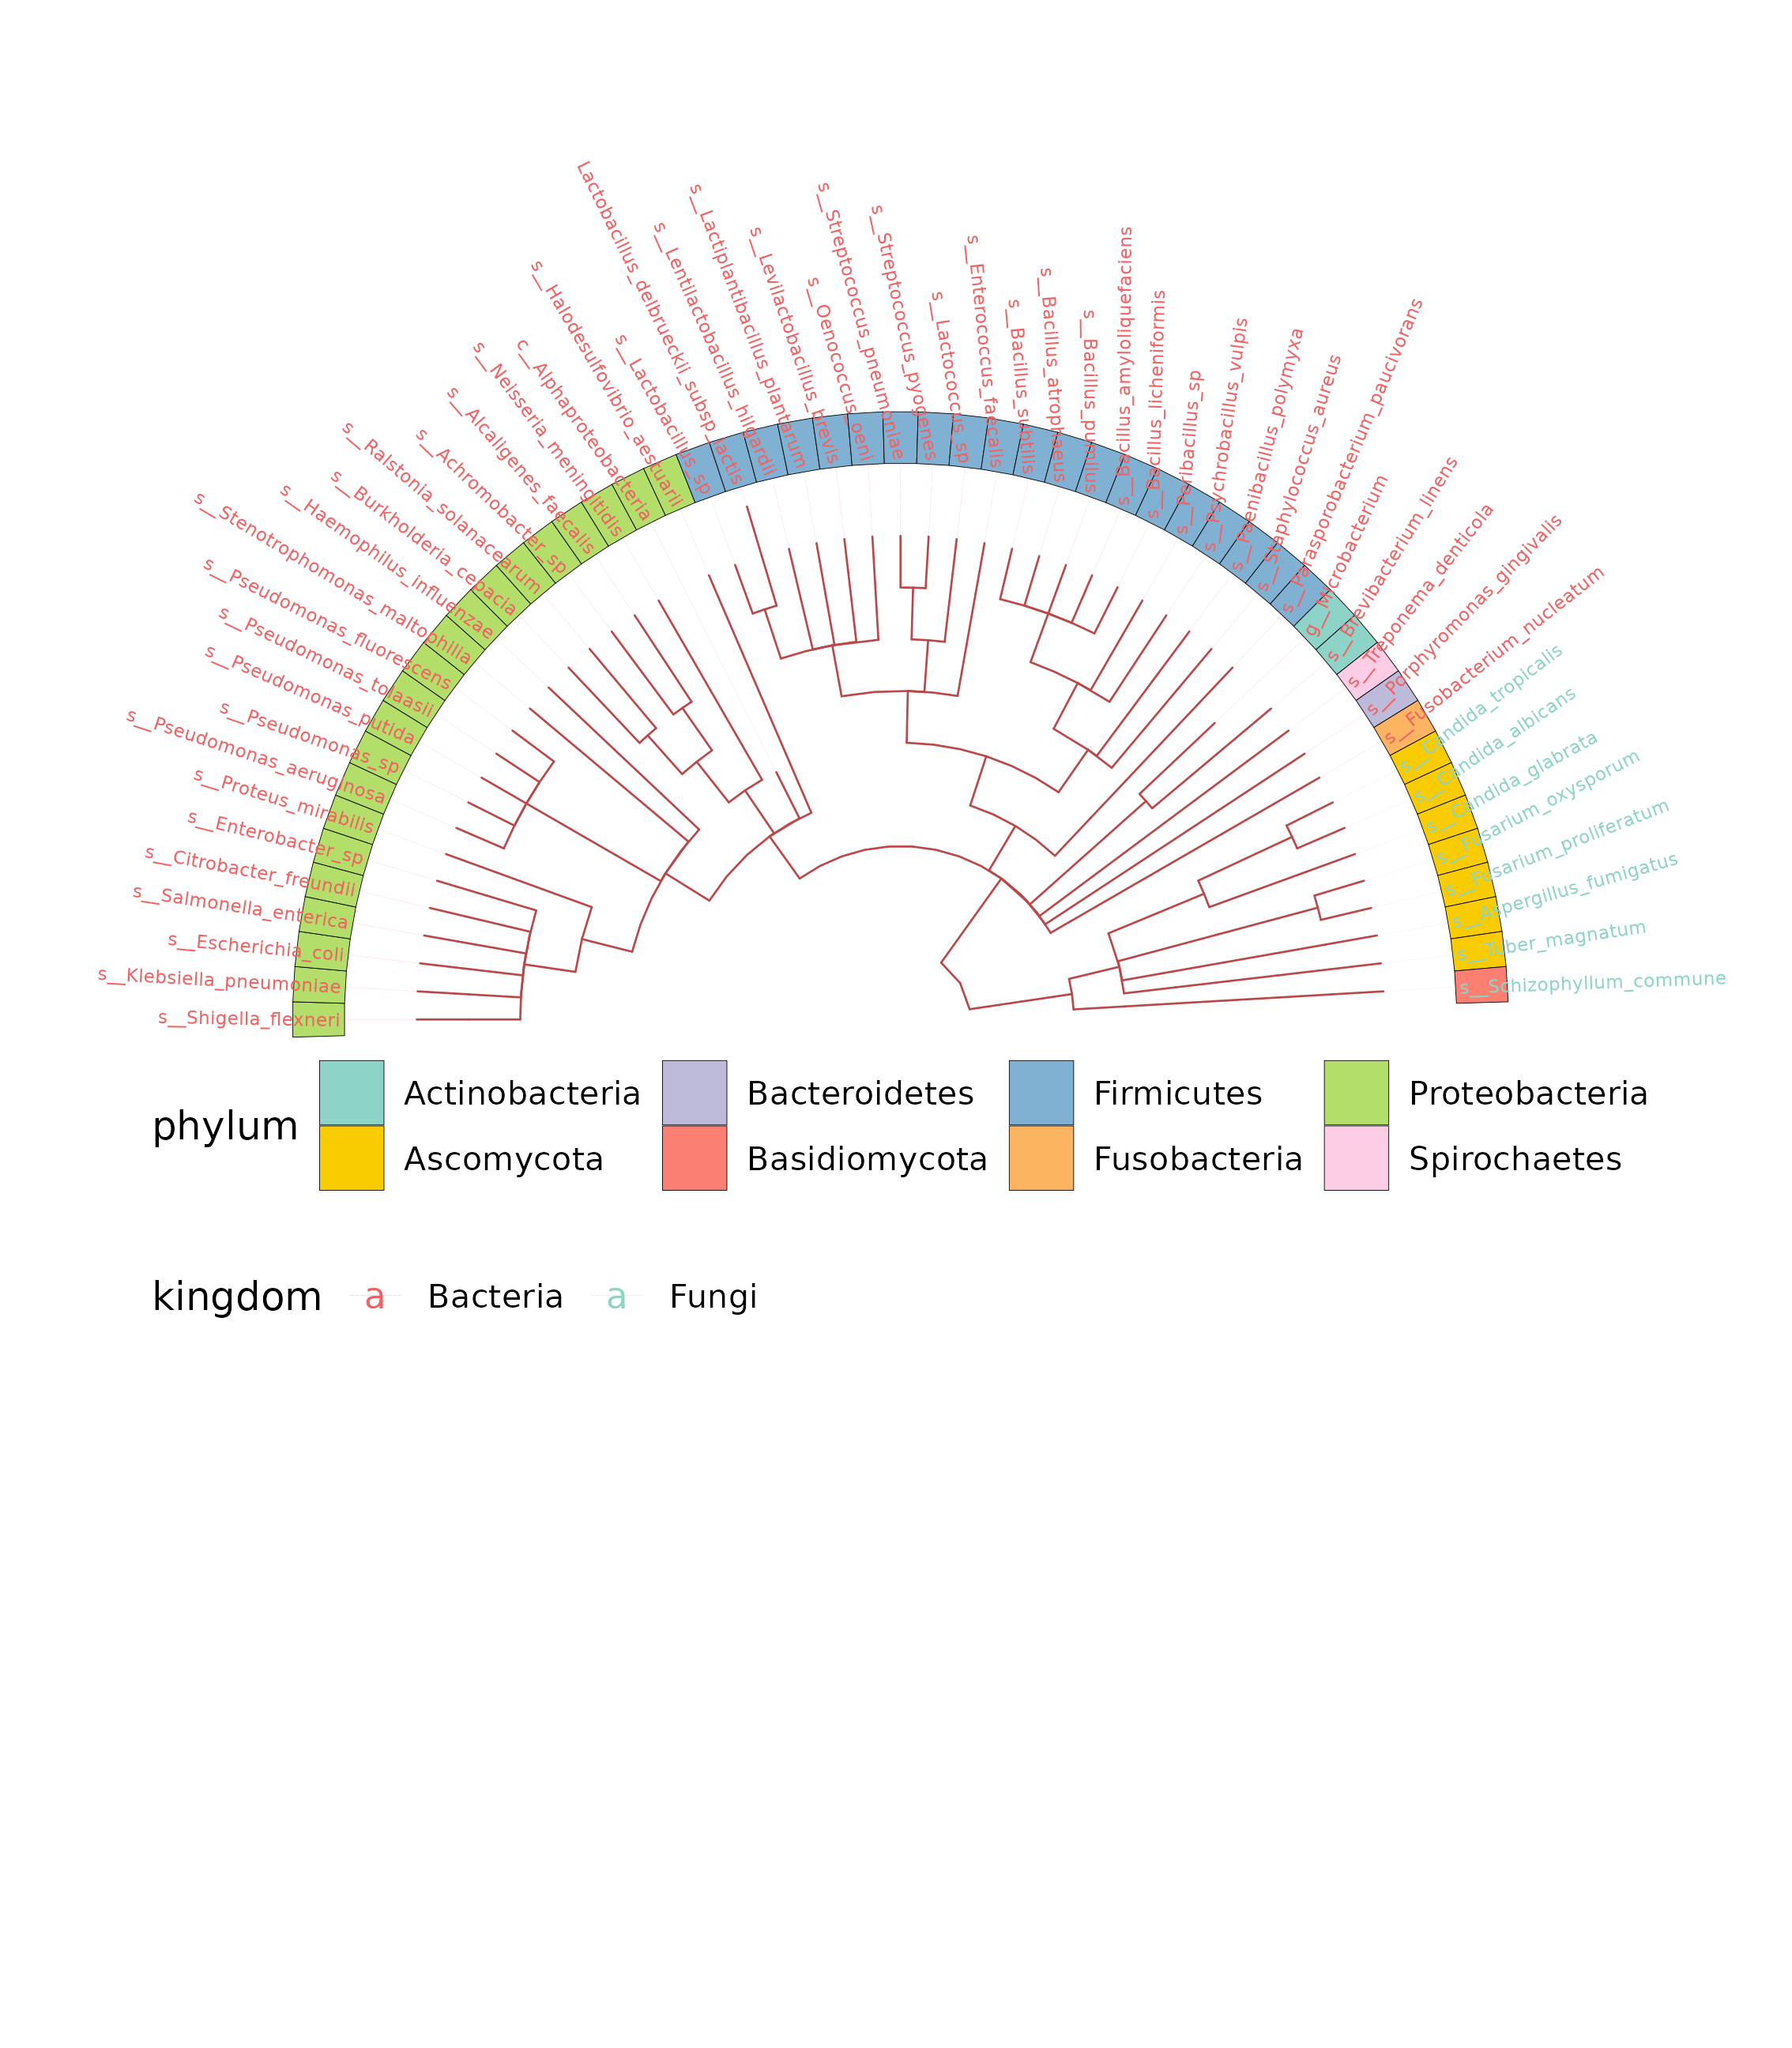 s__Shigella_flexneri
s__Klebsiella_pneumoniae
s__Escherichia_coli
s__Salmonella_enterica
s__Citrobacter_freundii
s__Enterobacter_sp
s__Proteus_mirabilis
s__Pseudomonas_aeruginosa
s__Pseudomonas_sp
s__Pseudomonas_putida
s__Pseudomonas_tolaasii
s__Pseudomonas_fluorescens
s__Stenotrophomonas_maltophilia
s__Haemophilus_influenzae
s__Burkholderia_cepacia
s__Ralstonia_solanacearum
s__Achromobacter_sp
s__Alcaligenes_faecalis
s__Neisseria_meningitidis
c__Alphaproteobacteria
s__Halodesulfovibrio_aestuarii
s__Lactobacillus_sp
Lactobacillus_delbrueckii_subsp_lactis
s__Lentilactobacillus_hilgardii
s__Lactiplantibacillus_plantarum
s__Levilactobacillus_brevis
s__Oenococcus_oeni
s__Streptococcus_pneumoniae
s__Streptococcus_pyogenes
s__Lactococcus_sp
s__Enterococcus_faecalis
s__Bacillus_subtilis
s__Bacillus_atrophaeus
s__Bacillus_pumilus
s__Bacillus_amyloliquefaciens
s__Bacillus_licheniformis
s__Peribacillus_sp
s__Psychrobacillus_vulpis
s__Paenibacillus_polymyxa
s__Staphylococcus_aureus
s__Parasporobacterium_paucivorans
g__Microbacterium
s__Brevibacterium_linens
s__Treponema_denticola
s__Porphyromonas_gingivalis
s__Fusobacterium_nucleatum
s__Candida_tropicalis
s__Candida_albicans
s__Candida_glabrata
s__Fusarium_oxysporum
s__Fusarium_proliferatum
s__Aspergillus_fumigatus
s__Tuber_magnatum
s__Schizophyllum_commune
phylum
Actinobacteria Bacteroidetes Firmicutes Proteobacteria
Ascomycota Basidiomycota Fusobacteria Spirochaetes
kingdom a Bacteria a Fungi